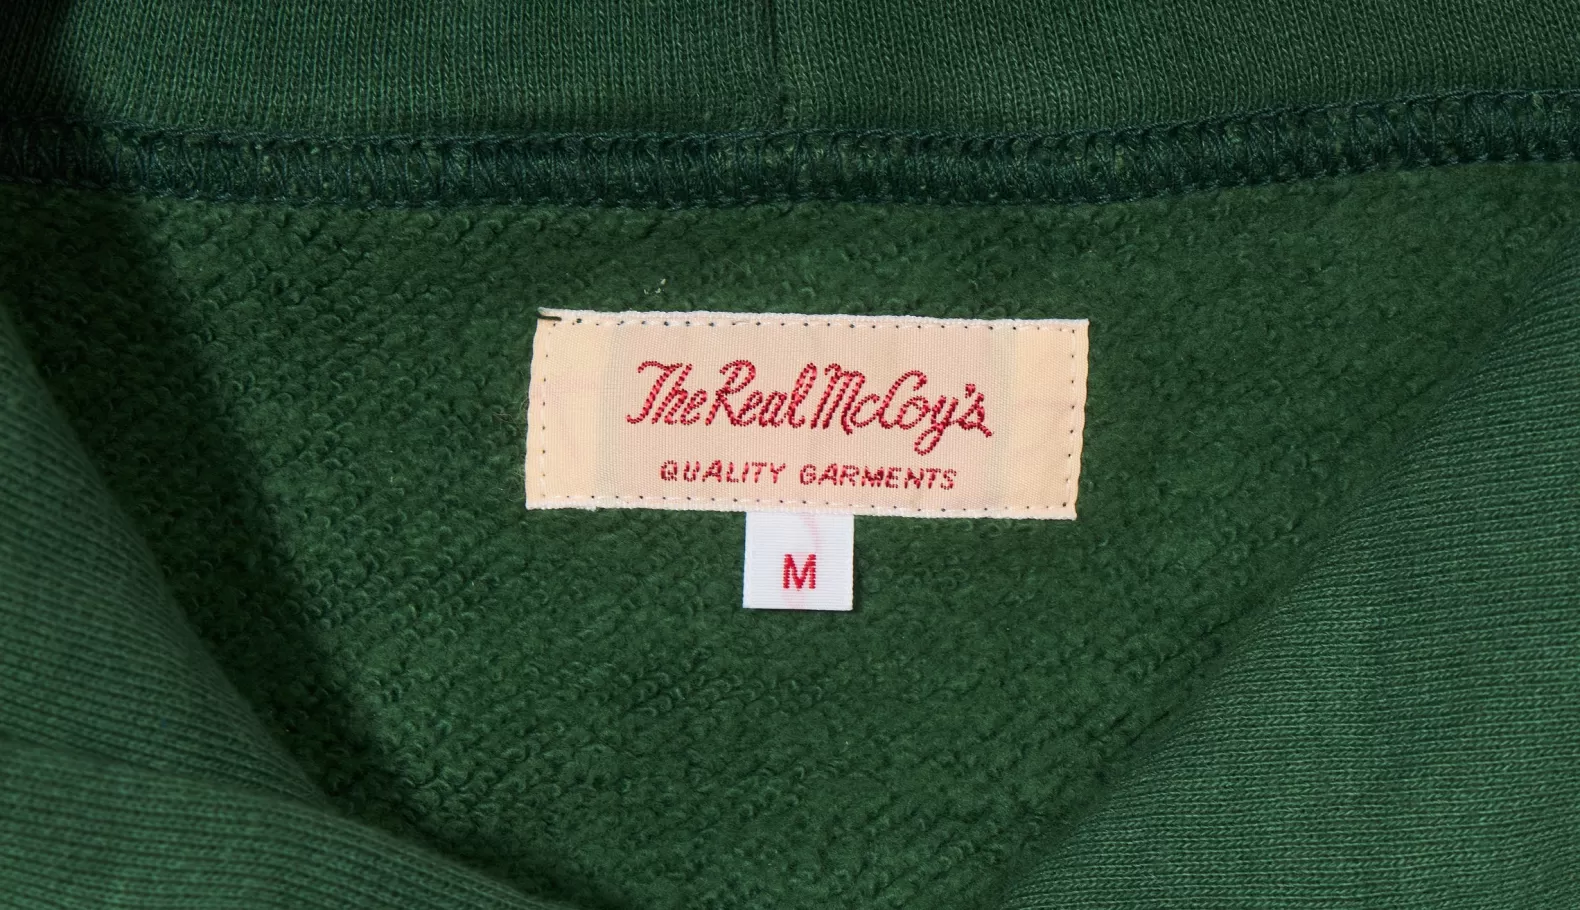 The Real McCoy's
QUALITY GARMENTS
M